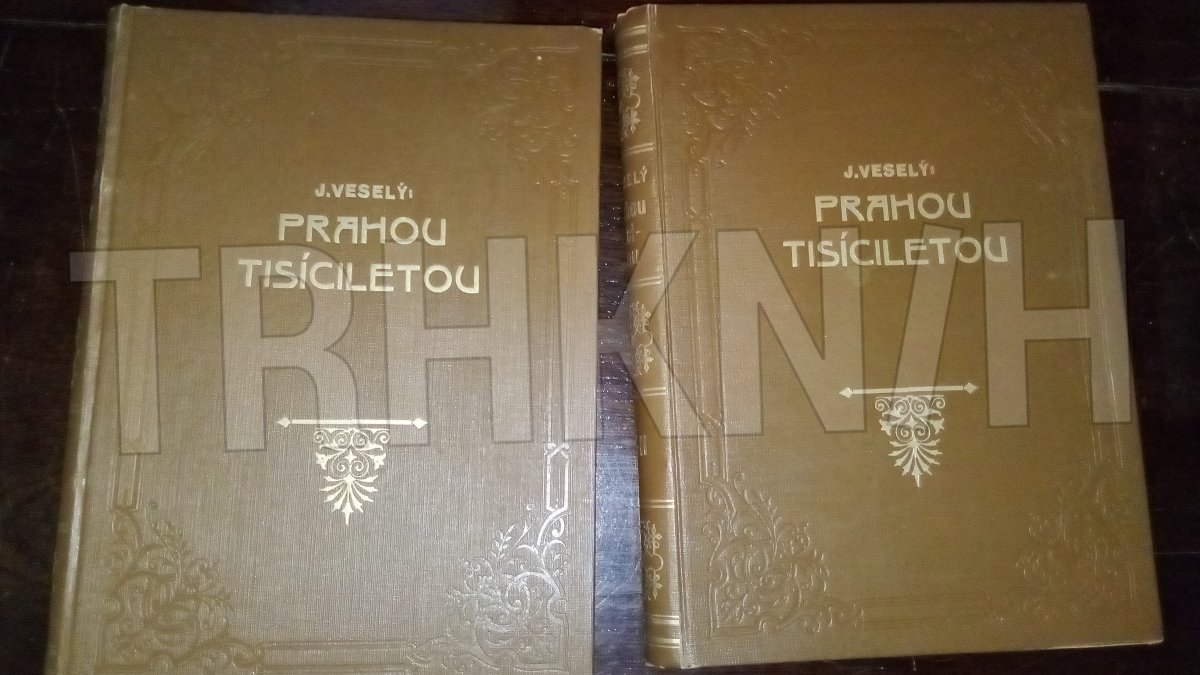 J. VESELÝ:
PRAHOU
TISÍCILETOU
J. VESELÝ:
PRAHOU
TISÍCILETOU
TRHKNIH